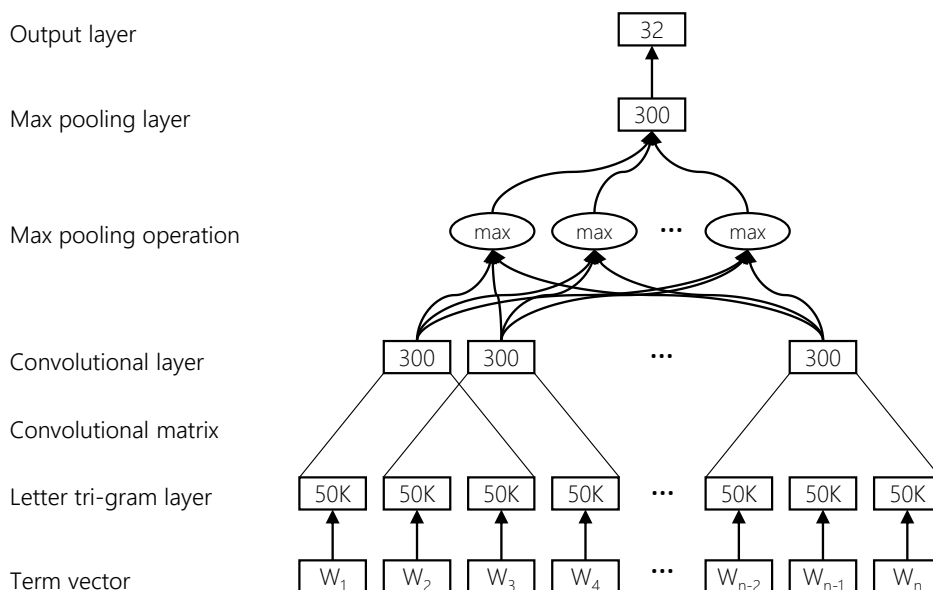 Output layer 32
Max pooling layer 300
Max pooling operation max max ... max
Convolutional layer 300 300 ... 300
Convolutional matrix
Letter tri-gram layer 50K 50K 50K 50K ... 50K 50K 50K
Term vector W₁ W₂ W₃ W₄ ... Wₙ₋₂ Wₙ₋₁ Wₙ